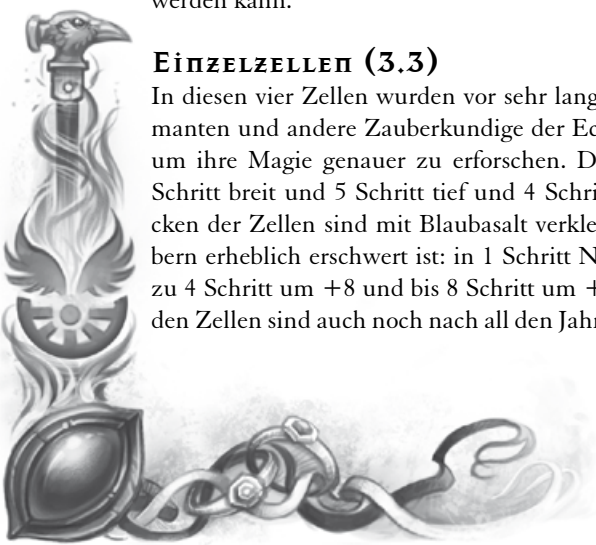 werden kann.
Einzelzellen (3.3)
In diesen vier Zellen wurden vor sehr lang
manten und andere Zauberkundige der Ec
um ihre Magie genauer zu erforschen. D
Schritt breit und 5 Schritt tief und 4 Schri
cken der Zellen sind mit Blaubasalt verkle
bern erheblich erschwert ist: in 1 Schritt N
zu 4 Schritt um +8 und bis 8 Schritt um +
den Zellen sind auch noch nach all den Jahr